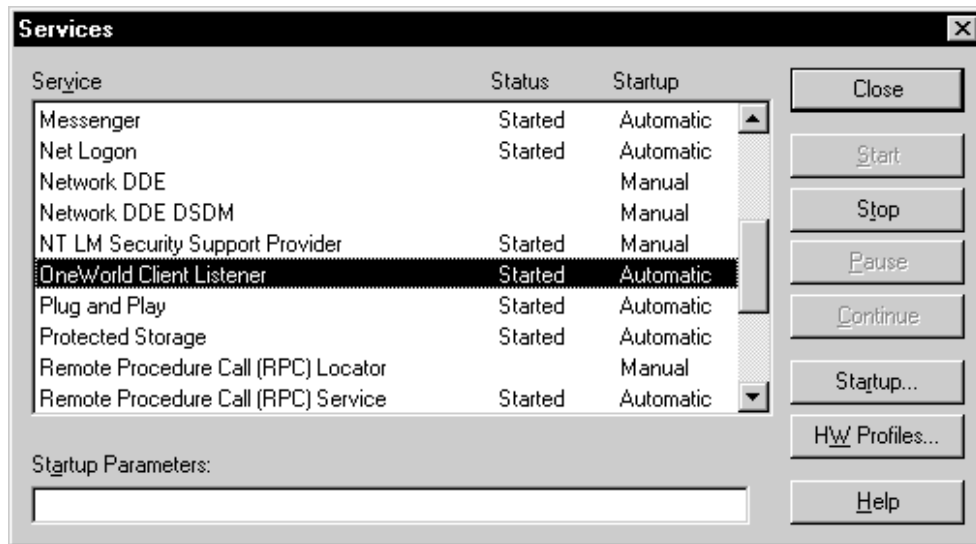 Services
Service Status Startup
Messenger Started Automatic
Net Logon Started Automatic
Network DDE Manual
Network DDE DSDM Manual
NT LM Security Support Provider Started Manual
OneWorld Client Listener Started Automatic
Plug and Play Started Automatic
Protected Storage Started Automatic
Remote Procedure Call (RPC) Locator Manual
Remote Procedure Call (RPC) Service Started Automatic
Startup Parameters:
Close
Start
Stop
Pause
Continue
Startup...
HW Profiles...
Help